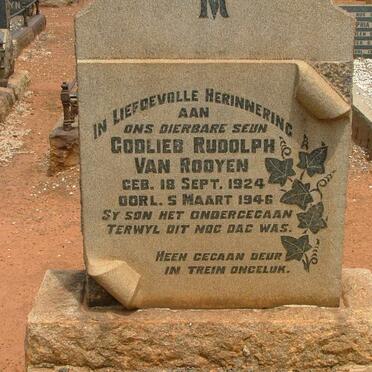 M
IN LIEFDEVOLLE HERINNERING
AAN
ONS DIERBARE SEUN
GODLIEB RUDOLPH
VAN ROOYEN
GEB. 18 SEPT. 1924
OORL. 5 MAART 1946
SY SON HET ONDERGEGAAN
TERWYL DIT NOG DAG WAS.
HEEN GEGAAN DEUR
IN TREIN ONGELUK.